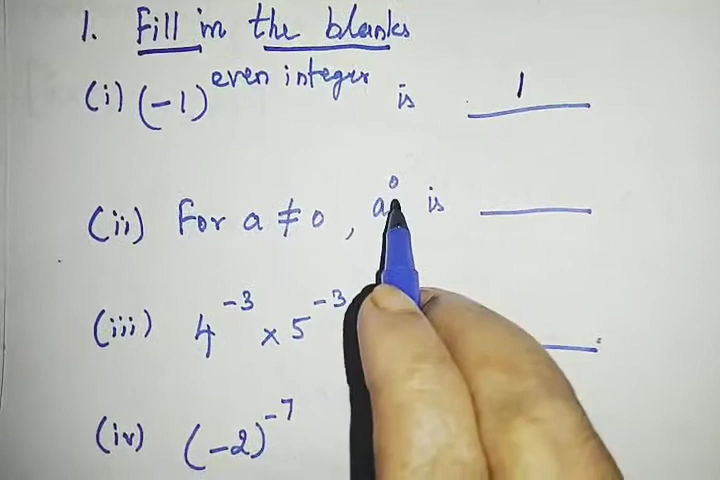 1. Fill in the blanks
(i) (-1)^even integer is 1
(ii) For a ≠ 0, a^0 is
(iii) 4^-3 × 5^-3
(iv) (-2)^-7